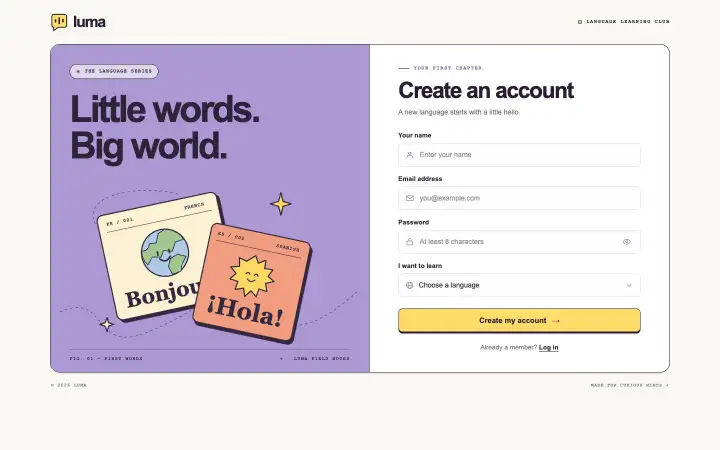 luma
LANGUAGE LEARNING CLUB
THE LANGUAGE SERIES
Little words.
Big world.
FR / 001
FRENCH
Bonjou
ES / 002
SPANISH
¡Hola!
FIG. 01 — FIRST WORDS
LUMA FIELD NOTES
YOUR FIRST CHAPTER
Create an account
A new language starts with a little hello.
Your name
Enter your name
Email address
you@example.com
Password
At least 8 characters
I want to learn
Choose a language
Create my account →
Already a member? Log in
© 2026 LUMA
MADE FOR CURIOUS MINDS